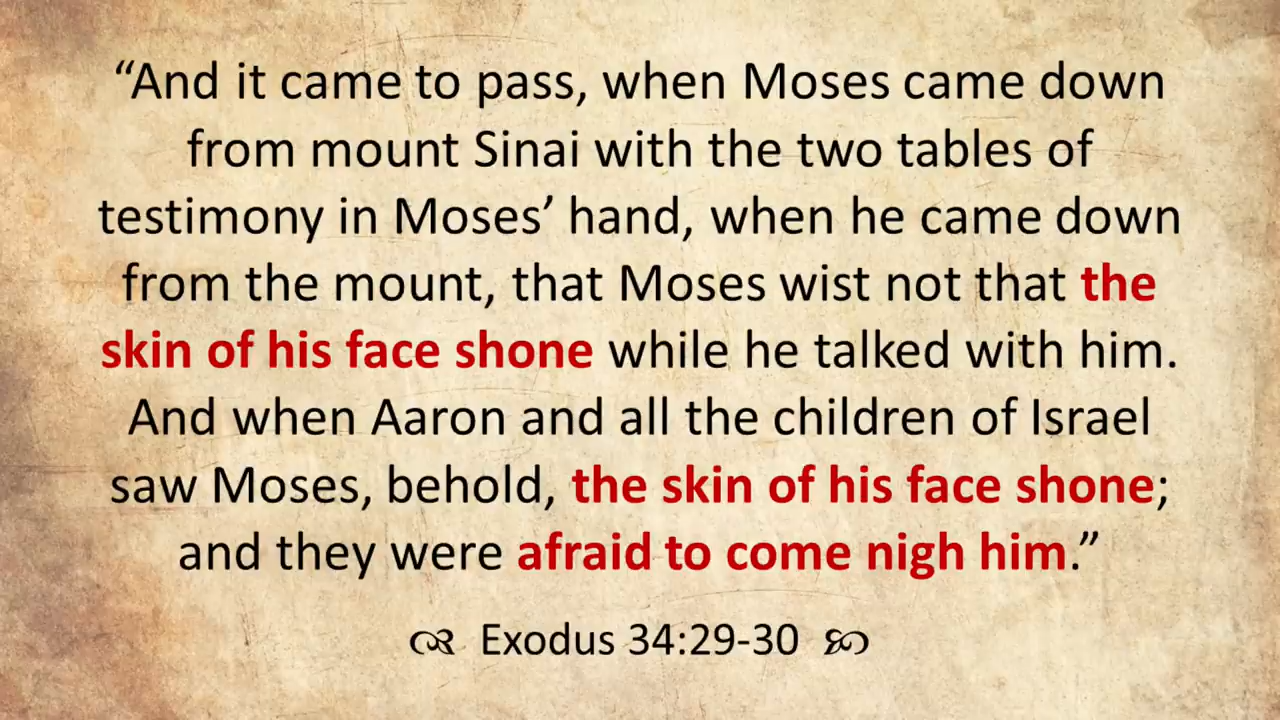 “And it came to pass, when Moses came down
from mount Sinai with the two tables of
testimony in Moses’ hand, when he came down
from the mount, that Moses wist not that the
skin of his face shone while he talked with him.
And when Aaron and all the children of Israel
saw Moses, behold, the skin of his face shone;
and they were afraid to come nigh him.”
Exodus 34:29-30